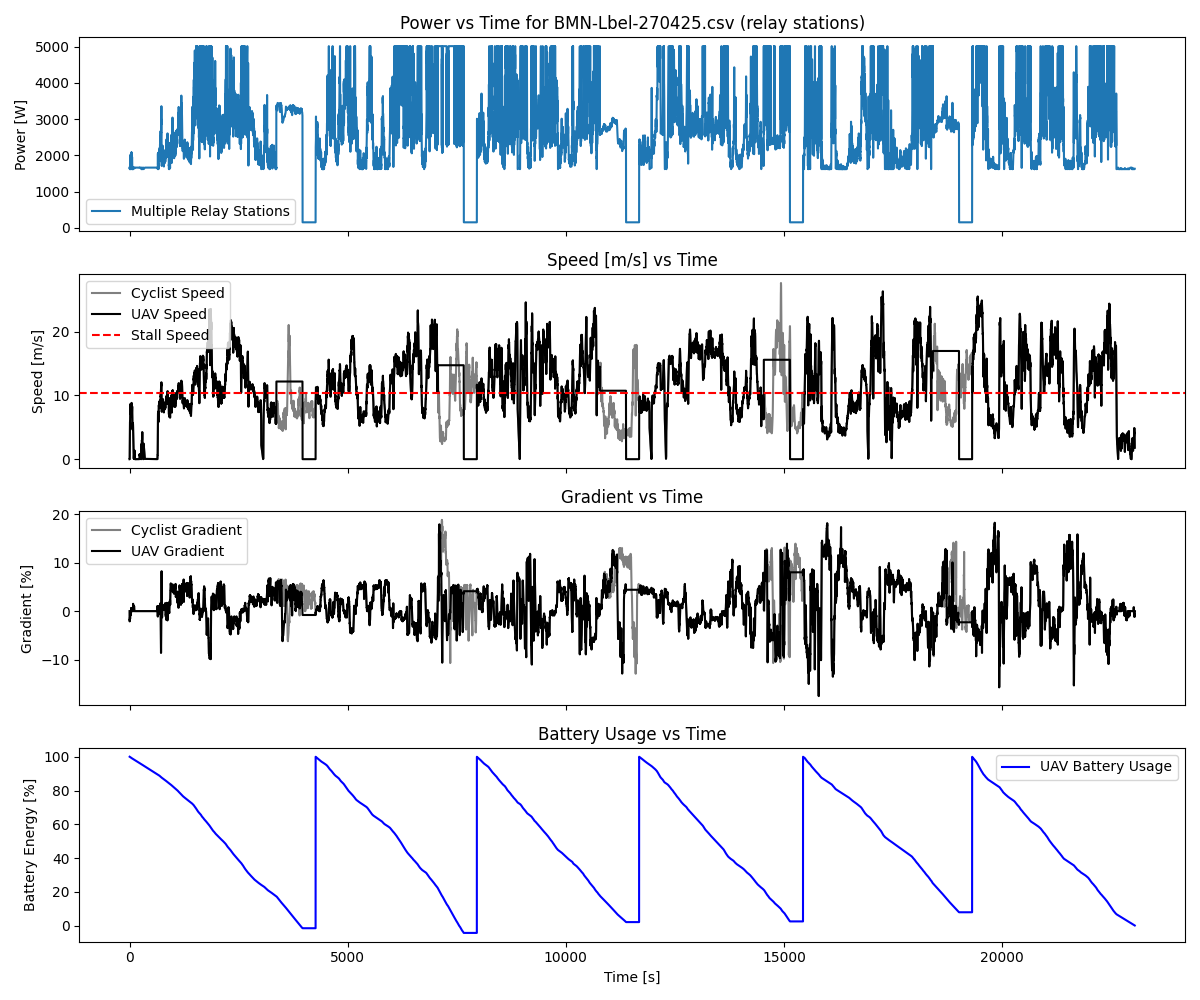 Power vs Time for BMN-Lbel-270425.csv (relay stations)
Power [W]
5000
4000
3000
2000
1000
0
Multiple Relay Stations
Speed [m/s] vs Time
Speed [m/s]
20
10
0
Cyclist Speed
UAV Speed
Stall Speed
Gradient vs Time
Gradient [%]
20
10
0
−10
Cyclist Gradient
UAV Gradient
Battery Usage vs Time
Battery Energy [%]
100
80
60
40
20
0
UAV Battery Usage
0 5000 10000 15000 20000
Time [s]